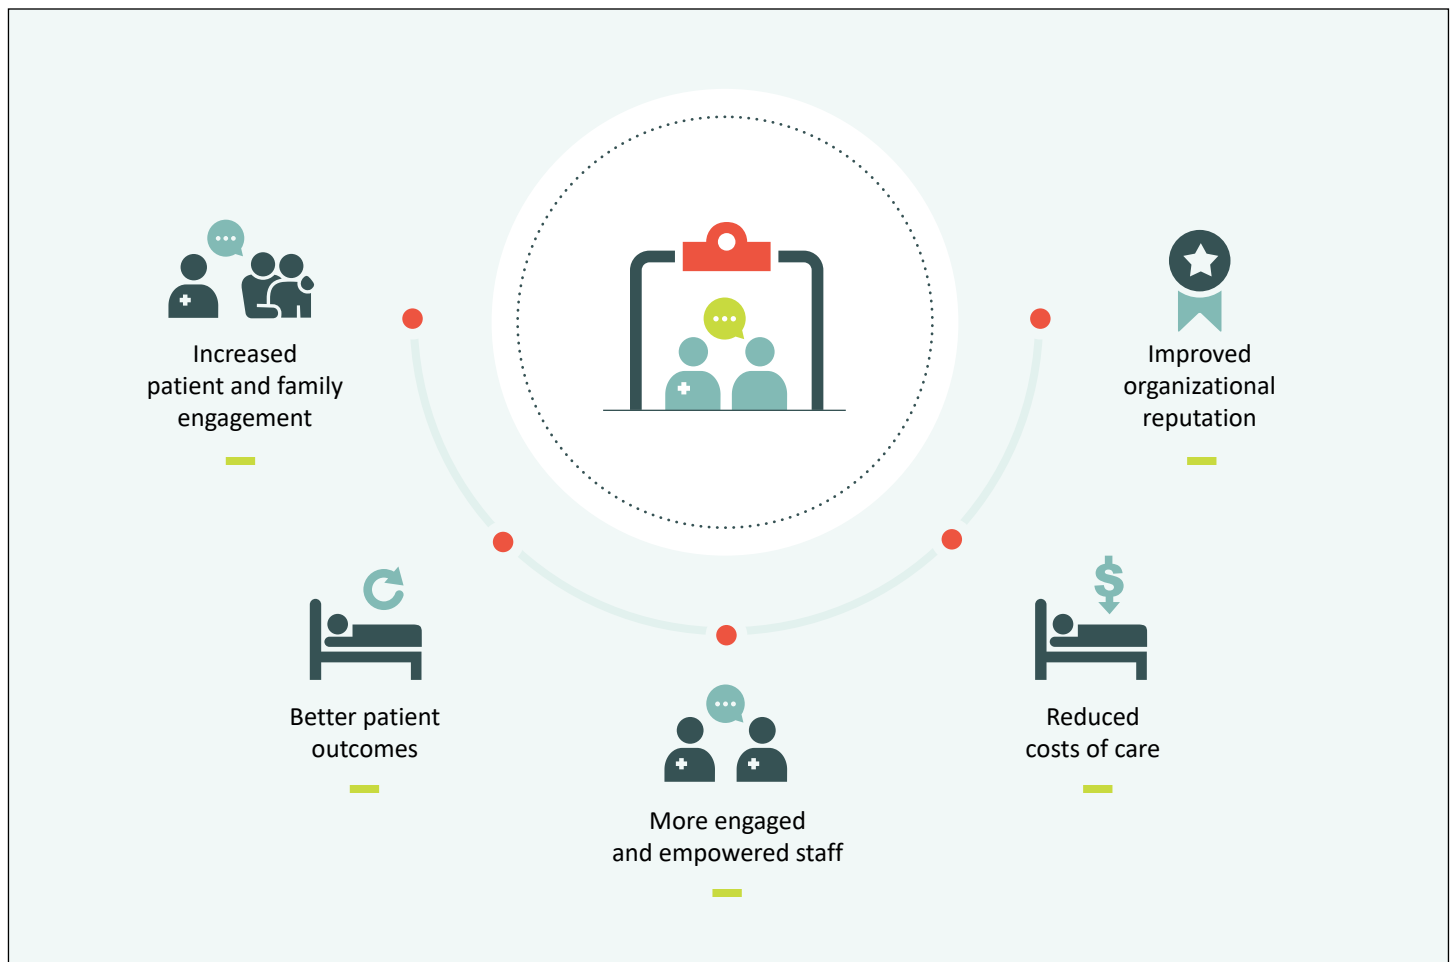 Increased
patient and family
engagement
Better patient
outcomes
More engaged
and empowered staff
Reduced
costs of care
Improved
organizational
reputation